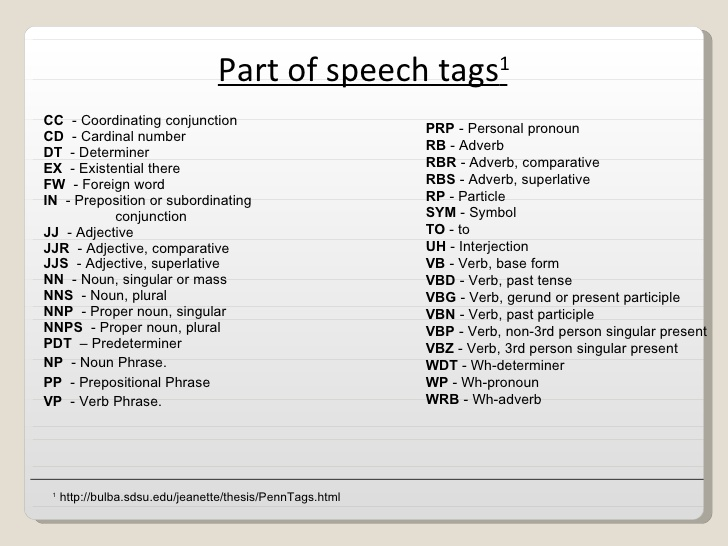 Part of speech tags1
CC - Coordinating conjunction
CD - Cardinal number
DT - Determiner
EX - Existential there
FW - Foreign word
IN - Preposition or subordinating
conjunction
JJ - Adjective
JJR - Adjective, comparative
JJS - Adjective, superlative
NN - Noun, singular or mass
NNS - Noun, plural
NNP - Proper noun, singular
NNPS - Proper noun, plural
PDT – Predeterminer
NP - Noun Phrase.
PP - Prepositional Phrase
VP - Verb Phrase.
PRP - Personal pronoun
RB - Adverb
RBR - Adverb, comparative
RBS - Adverb, superlative
RP - Particle
SYM - Symbol
TO - to
UH - Interjection
VB - Verb, base form
VBD - Verb, past tense
VBG - Verb, gerund or present participle
VBN - Verb, past participle
VBP - Verb, non-3rd person singular present
VBZ - Verb, 3rd person singular present
WDT - Wh-determiner
WP - Wh-pronoun
WRB - Wh-adverb
1 http://bulba.sdsu.edu/jeanette/thesis/PennTags.html